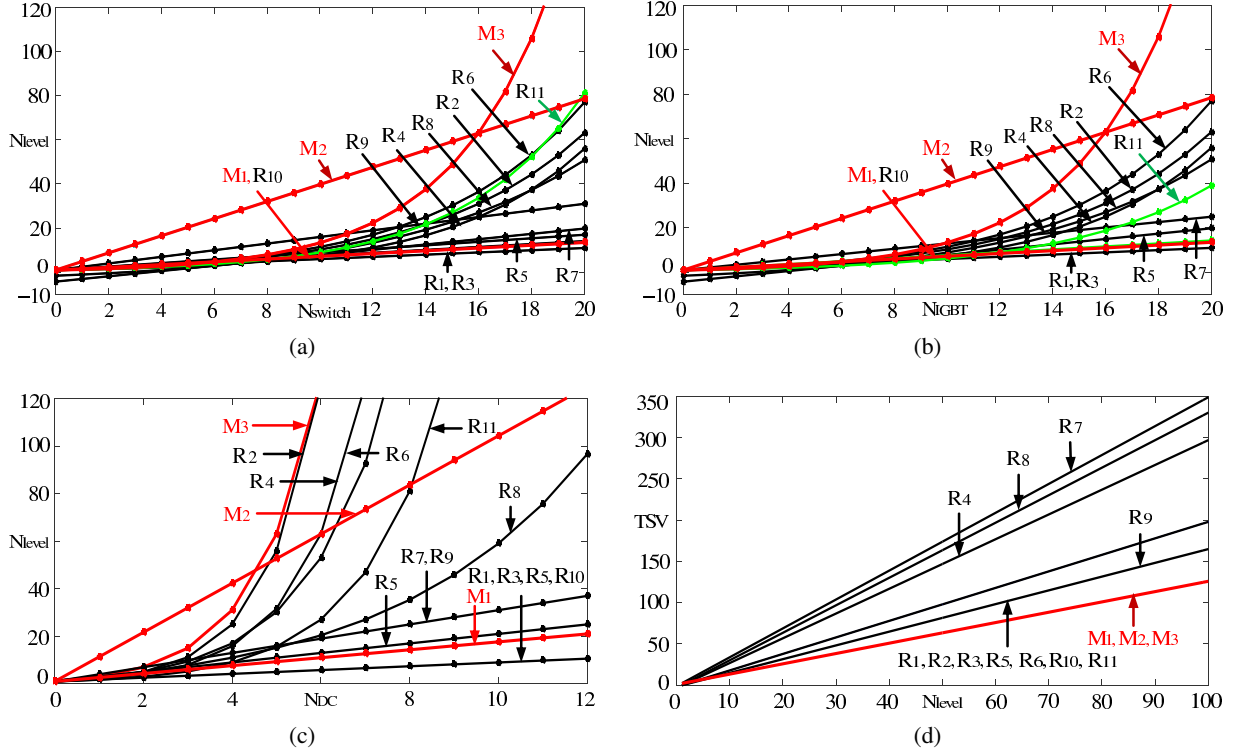 120
100
80
60
40
20
0
−10
Nlevel
M3
R6
R11
R2
R8
R4
R9
M2
M1,R10
R1,R3
R5
R7
0 2 4 6 8 10 12 14 16 18 20
Nswitch
(a)
120
100
80
60
40
20
0
−10
Nlevel
M3
R6
R2
R8
R4
R9
R11
M2
M1,R10
R1,R3
R5
R7
0 2 4 6 8 10 12 14 16 18 20
NIGBT
(b)
120
100
80
60
40
20
0
Nlevel
M3
R2
R4
M2
R6
R11
R8
R7,R9
R5
R1,R3,R5,R10
M1
0 2 4 6 8 10 12
NDC
(c)
350
300
250
200
TSV
150
100
50
0
R7
R8
R4
R9
M1,M2,M3
R1,R2,R3,R5,R6,R10,R11
0 10 20 30 40 50 60 70 80 90 100
Nlevel
(d)